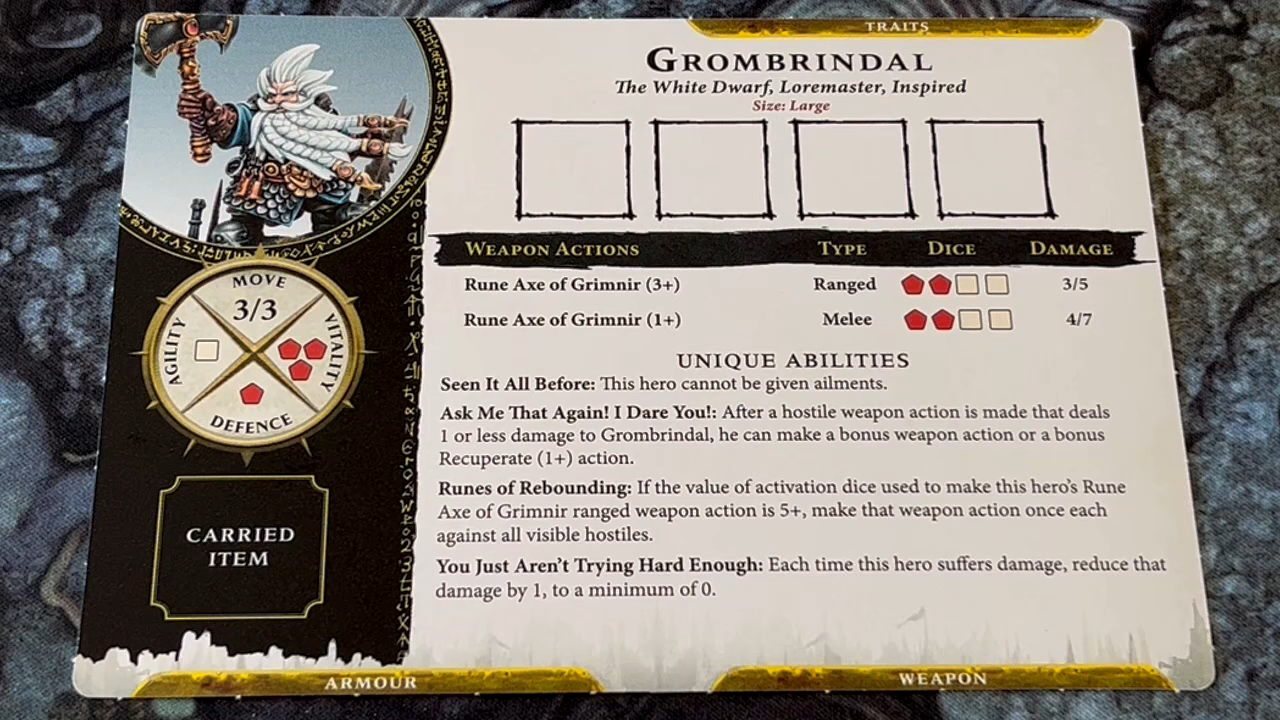 TRAITS
GROMBRINDAL
The White Dwarf, Loremaster, Inspired
Size: Large
WEAPON ACTIONS TYPE DICE DAMAGE
Rune Axe of Grimnir (3+) Ranged 3/5
Rune Axe of Grimnir (1+) Melee 4/7
UNIQUE ABILITIES
Seen It All Before: This hero cannot be given ailments.
Ask Me That Again! I Dare You!: After a hostile weapon action is made that deals
1 or less damage to Grombrindal, he can make a bonus weapon action or a bonus
Recuperate (1+) action.
Runes of Rebounding: If the value of activation dice used to make this hero's Rune
Axe of Grimnir ranged weapon action is 5+, make that weapon action once each
against all visible hostiles.
You Just Aren't Trying Hard Enough: Each time this hero suffers damage, reduce that
damage by 1, to a minimum of 0.
MOVE
3/3
AGILITY
VITALITY
DEFENCE
CARRIED
ITEM
ARMOUR
WEAPON